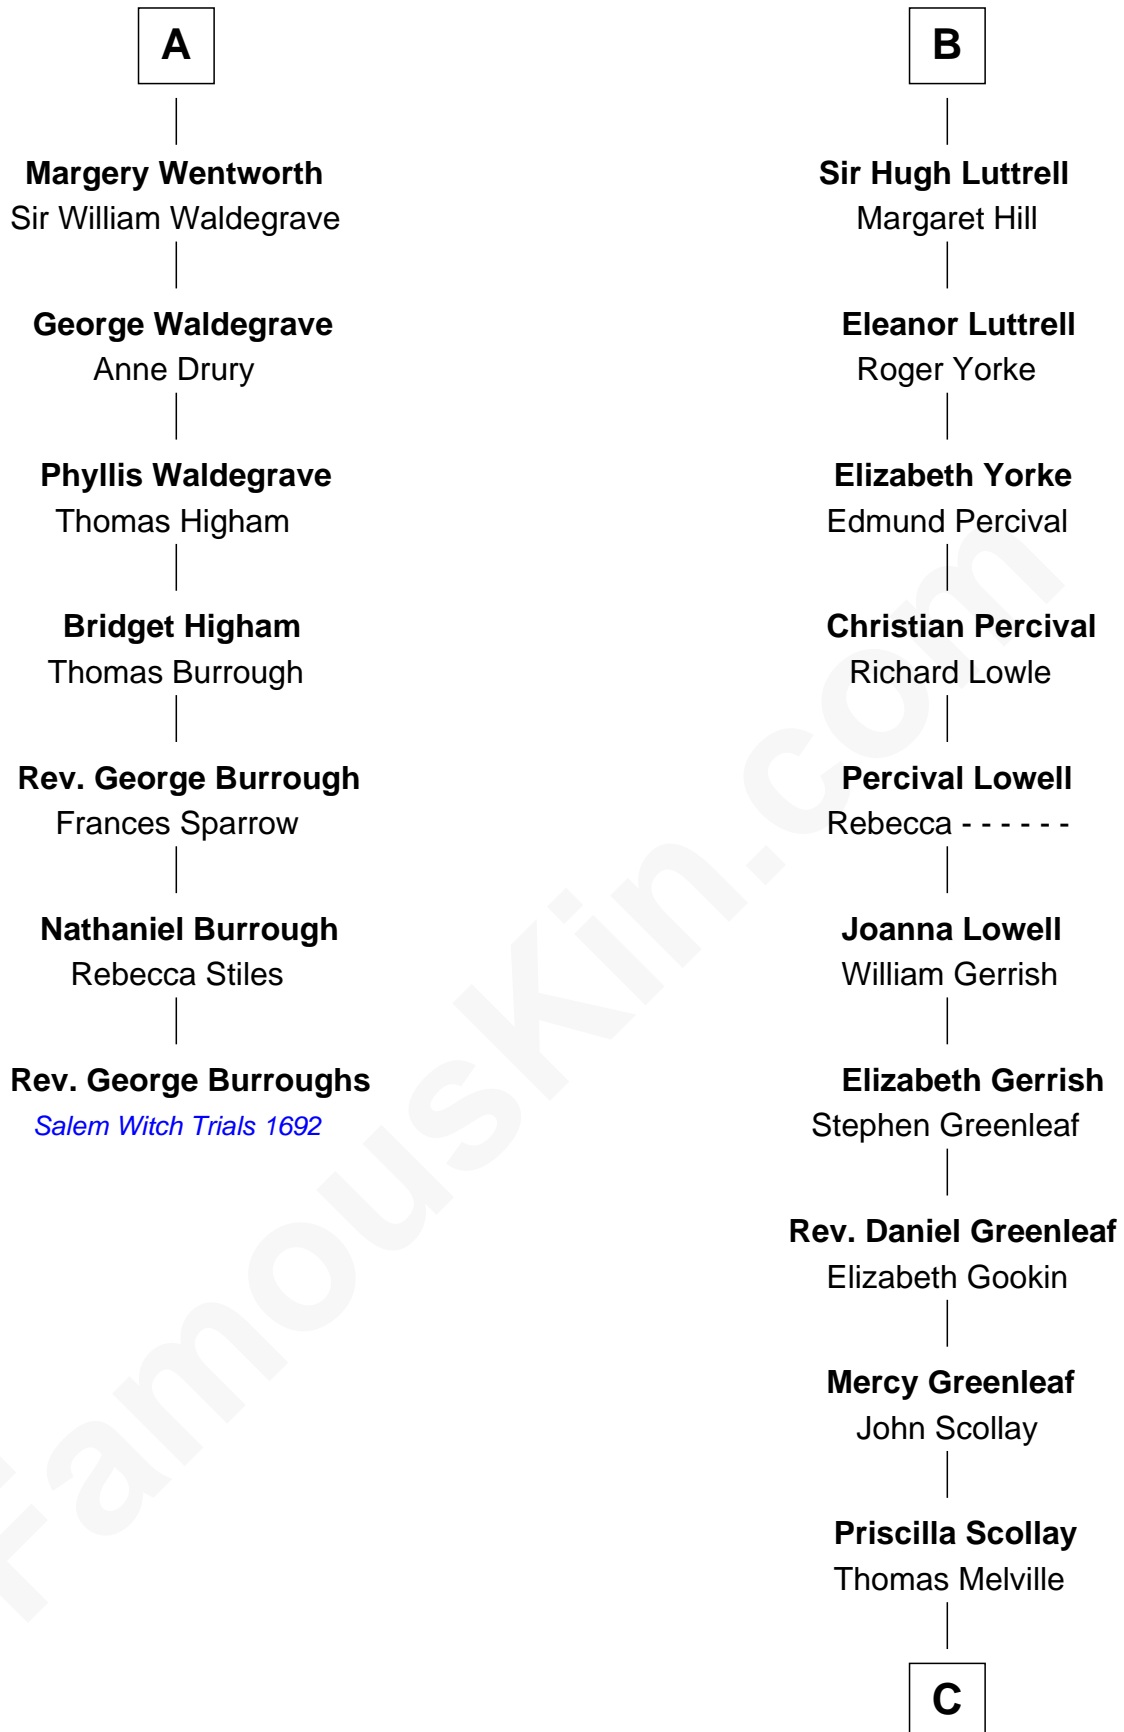 A
Margery Wentworth
Sir William Waldegrave
George Waldegrave
Anne Drury
Phyllis Waldegrave
Thomas Higham
Bridget Higham
Thomas Burrough
Rev. George Burrough
Frances Sparrow
Nathaniel Burrough
Rebecca Stiles
Rev. George Burroughs
Salem Witch Trials 1692
B
Sir Hugh Luttrell
Margaret Hill
Eleanor Luttrell
Roger Yorke
Elizabeth Yorke
Edmund Percival
Christian Percival
Richard Lowle
Percival Lowell
Rebecca - - - - - -
Joanna Lowell
William Gerrish
Elizabeth Gerrish
Stephen Greenleaf
Rev. Daniel Greenleaf
Elizabeth Gookin
Mercy Greenleaf
John Scollay
Priscilla Scollay
Thomas Melville
C
FamousKin.com